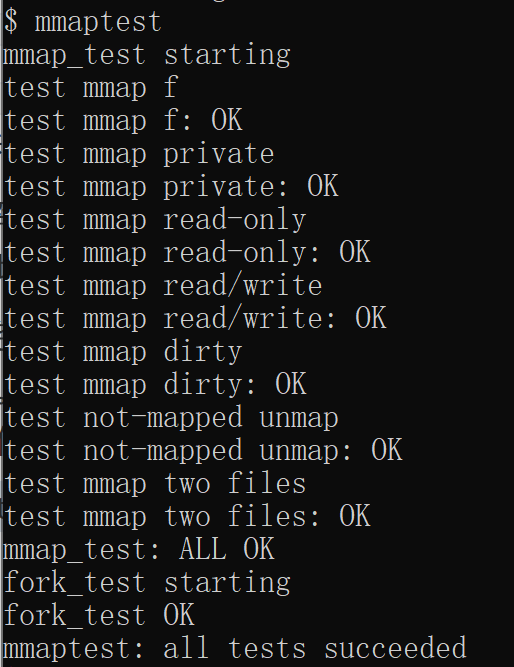 $ mmaptest
mmap_test starting
test mmap f
test mmap f: OK
test mmap private
test mmap private: OK
test mmap read-only
test mmap read-only: OK
test mmap read/write
test mmap read/write: OK
test mmap dirty
test mmap dirty: OK
test not-mapped unmap
test not-mapped unmap: OK
test mmap two files
test mmap two files: OK
mmap_test: ALL OK
fork_test starting
fork_test OK
mmaptest: all tests succeeded